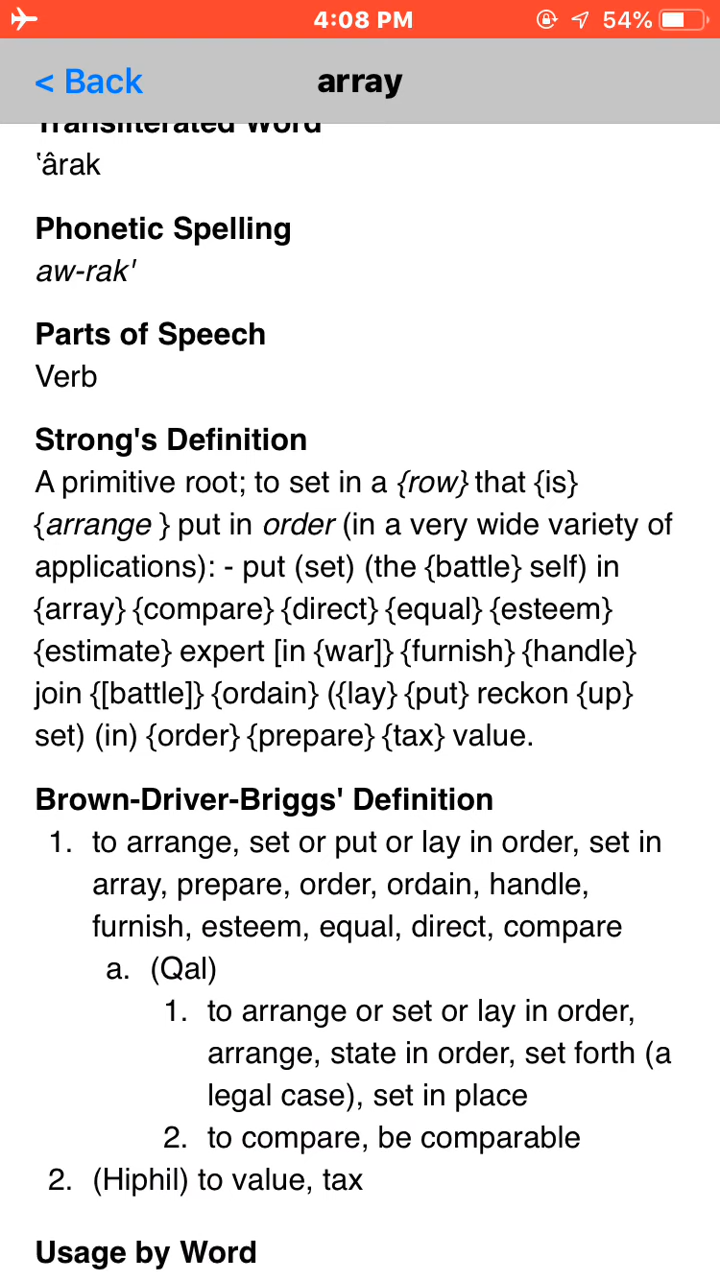 4:08 PM
54%
< Back
array
Transliterated Word
‛ârak
Phonetic Spelling
aw-rak'
Parts of Speech
Verb
Strong's Definition
A primitive root; to set in a {row} that {is}
{arrange } put in order (in a very wide variety of
applications): - put (set) (the {battle} self) in
{array} {compare} {direct} {equal} {esteem}
{estimate} expert [in {war]} {furnish} {handle}
join {[battle]} {ordain} ({lay} {put} reckon {up}
set) (in) {order} {prepare} {tax} value.
Brown-Driver-Briggs' Definition
1. to arrange, set or put or lay in order, set in
array, prepare, order, ordain, handle,
furnish, esteem, equal, direct, compare
a. (Qal)
1. to arrange or set or lay in order,
arrange, state in order, set forth (a
legal case), set in place
2. to compare, be comparable
2. (Hiphil) to value, tax
Usage by Word